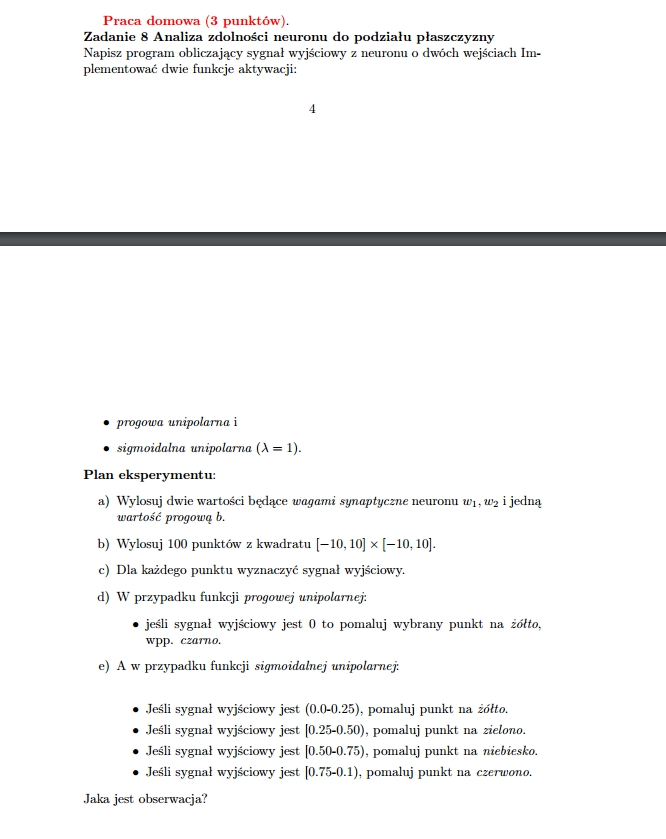 Praca domowa (3 punktów).
Zadanie 8 Analiza zdolności neuronu do podziału płaszczyzny
Napisz program obliczający sygnał wyjściowy z neuronu o dwóch wejściach Im-
plementować dwie funkcje aktywacji:
4
• progowa unipolarna i
• sigmoidalna unipolarna (λ = 1).
Plan eksperymentu:
a) Wylosuj dwie wartości będące wagami synaptyczne neuronu w₁, w₂ i jedną
wartość progową b.
b) Wylosuj 100 punktów z kwadratu [−10, 10] × [−10, 10].
c) Dla każdego punktu wyznaczyć sygnał wyjściowy.
d) W przypadku funkcji progowej unipolarnej:
• jeśli sygnał wyjściowy jest 0 to pomaluj wybrany punkt na żółto,
wpp. czarno.
e) A w przypadku funkcji sigmoidalnej unipolarnej:
• Jeśli sygnał wyjściowy jest (0.0-0.25), pomaluj punkt na żółto.
• Jeśli sygnał wyjściowy jest [0.25-0.50), pomaluj punkt na zielono.
• Jeśli sygnał wyjściowy jest [0.50-0.75), pomaluj punkt na niebiesko.
• Jeśli sygnał wyjściowy jest [0.75-0.1), pomaluj punkt na czerwono.
Jaka jest obserwacja?